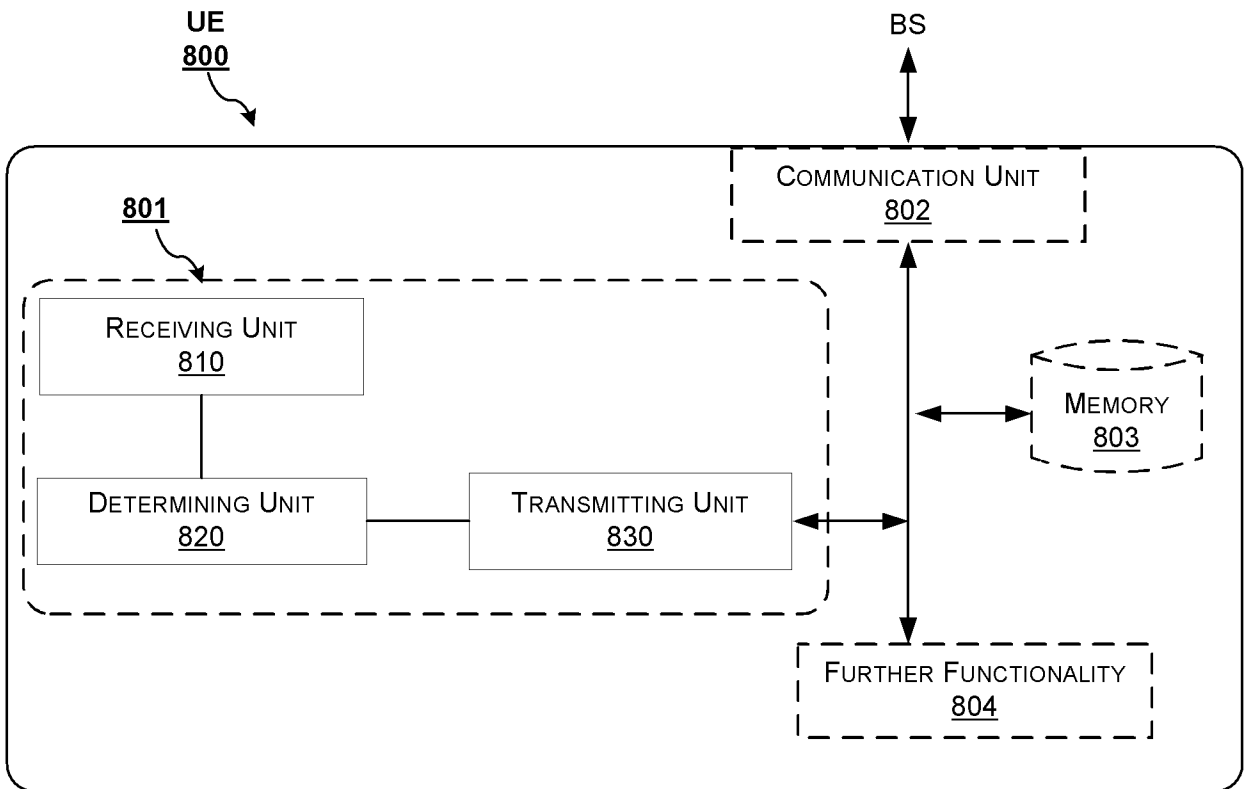 UE
800
BS
COMMUNICATION UNIT
802
801
RECEIVING UNIT
810
MEMORY
803
DETERMINING UNIT
820
TRANSMITTING UNIT
830
FURTHER FUNCTIONALITY
804